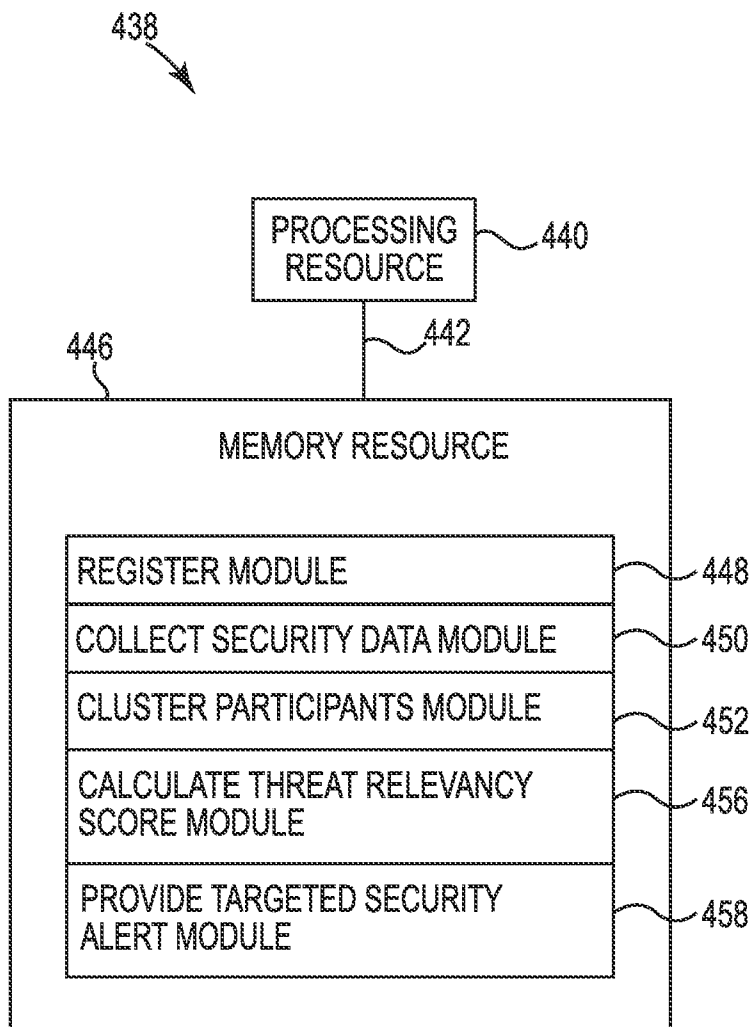 438
PROCESSING
RESOURCE
440
442
446
MEMORY RESOURCE
REGISTER MODULE
448
COLLECT SECURITY DATA MODULE
450
CLUSTER PARTICIPANTS MODULE
452
CALCULATE THREAT RELEVANCY
SCORE MODULE
456
PROVIDE TARGETED SECURITY
ALERT MODULE
458